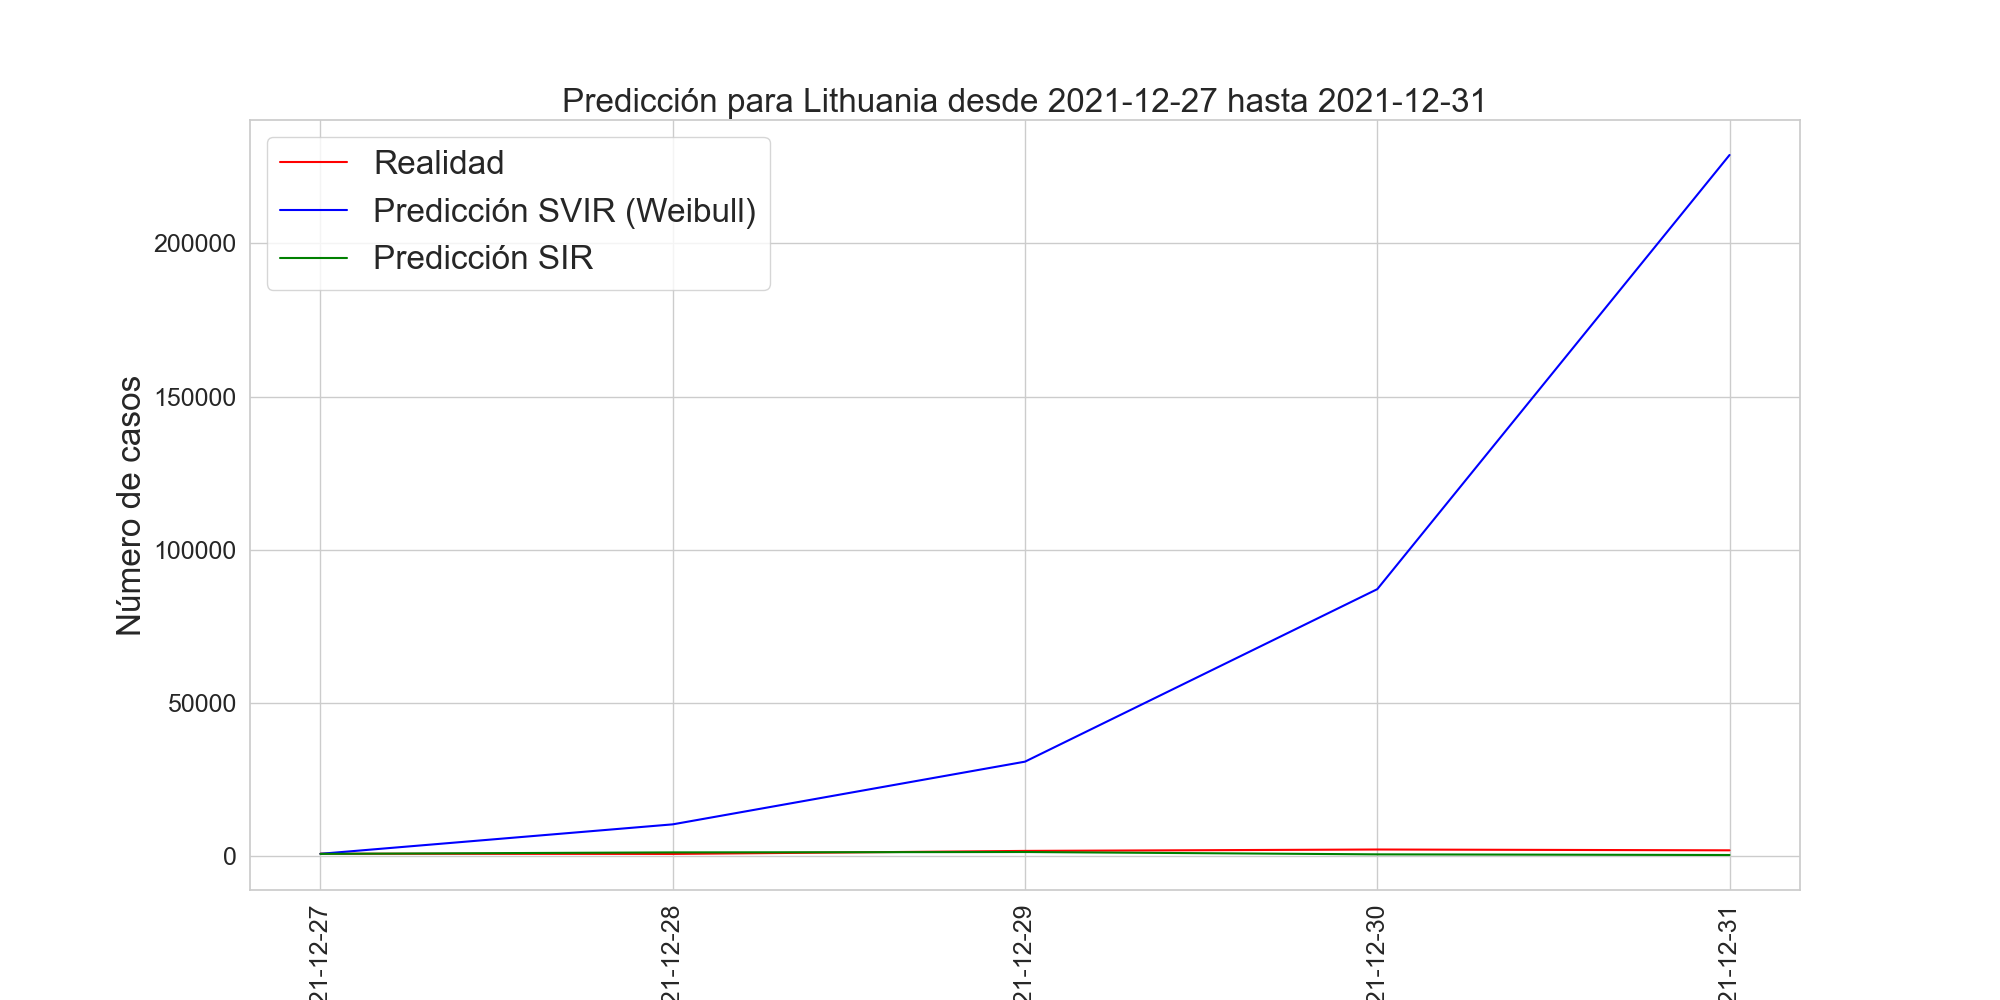 Predicción para Lithuania desde 2021-12-27 hasta 2021-12-31
Realidad
Predicción SVIR (Weibull)
Predicción SIR
Número de casos
200000
150000
100000
50000
0
21-12-27
21-12-28
21-12-29
21-12-30
21-12-31